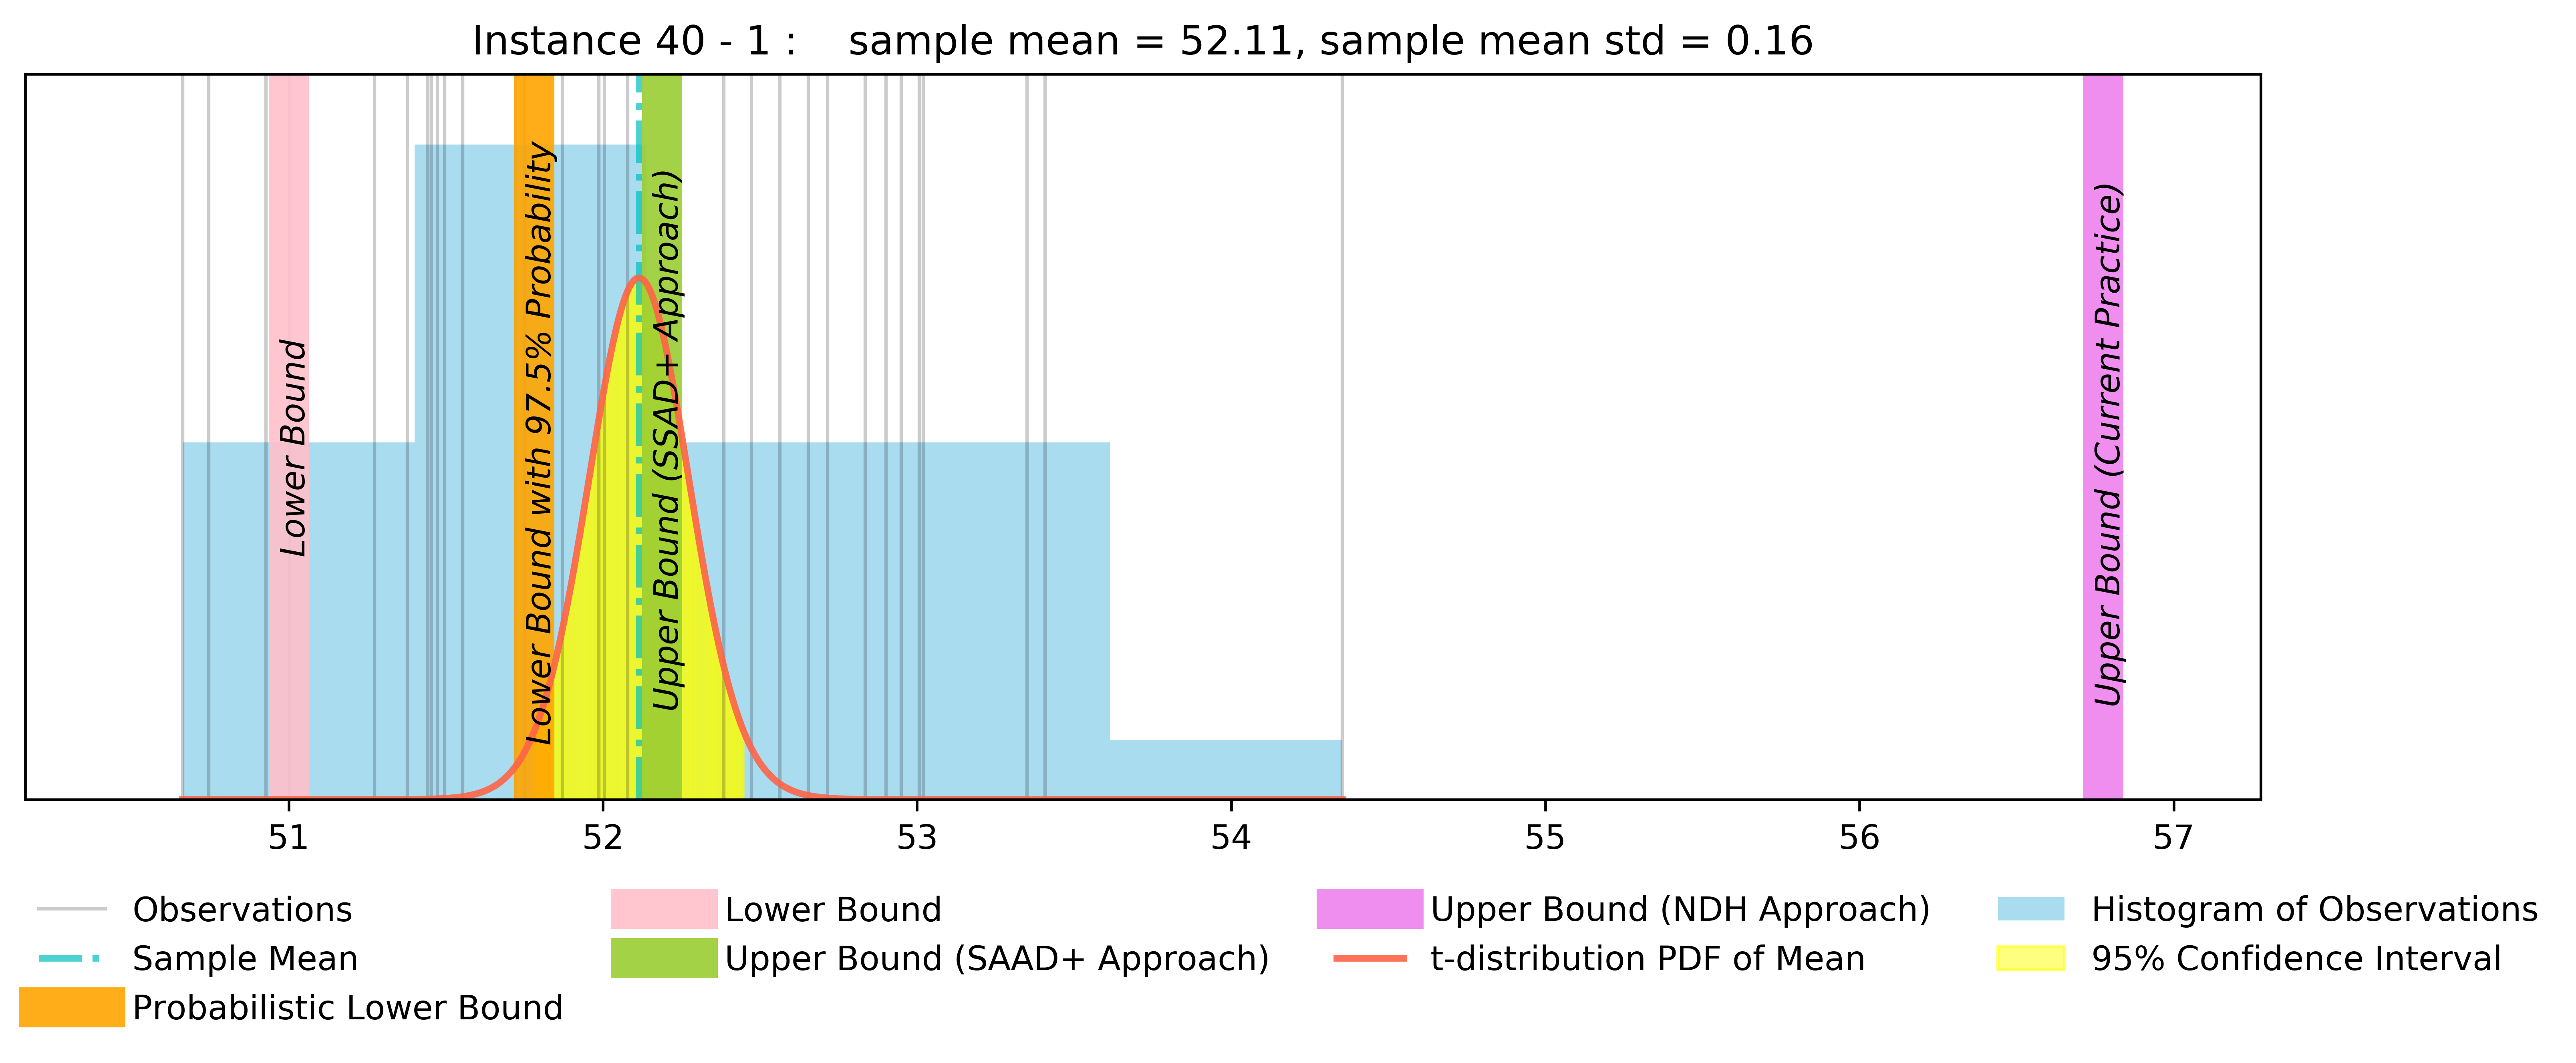 Instance 40 - 1 :    sample mean = 52.11, sample mean std = 0.16
Lower Bound
Lower Bound with 97.5% Probability
Upper Bound (SSAD+ Approach)
Upper Bound (Current Practice)
51 52 53 54 55 56 57
Observations
Sample Mean
Probabilistic Lower Bound
Lower Bound
Upper Bound (SAAD+ Approach)
Upper Bound (NDH Approach)
t-distribution PDF of Mean
Histogram of Observations
95% Confidence Interval